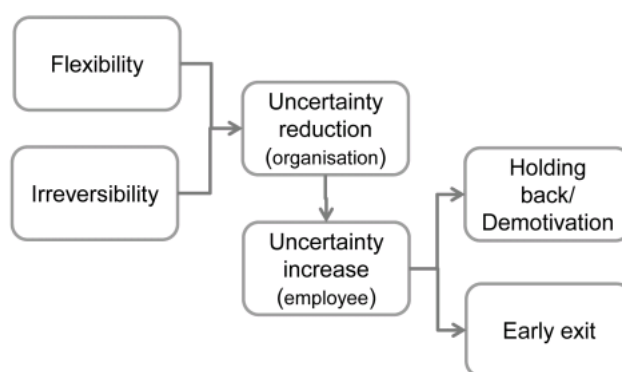 Flexibility
Irreversibility
Uncertainty
reduction
(organisation)
Uncertainty
increase
(employee)
Holding
back/
Demotivation
Early exit